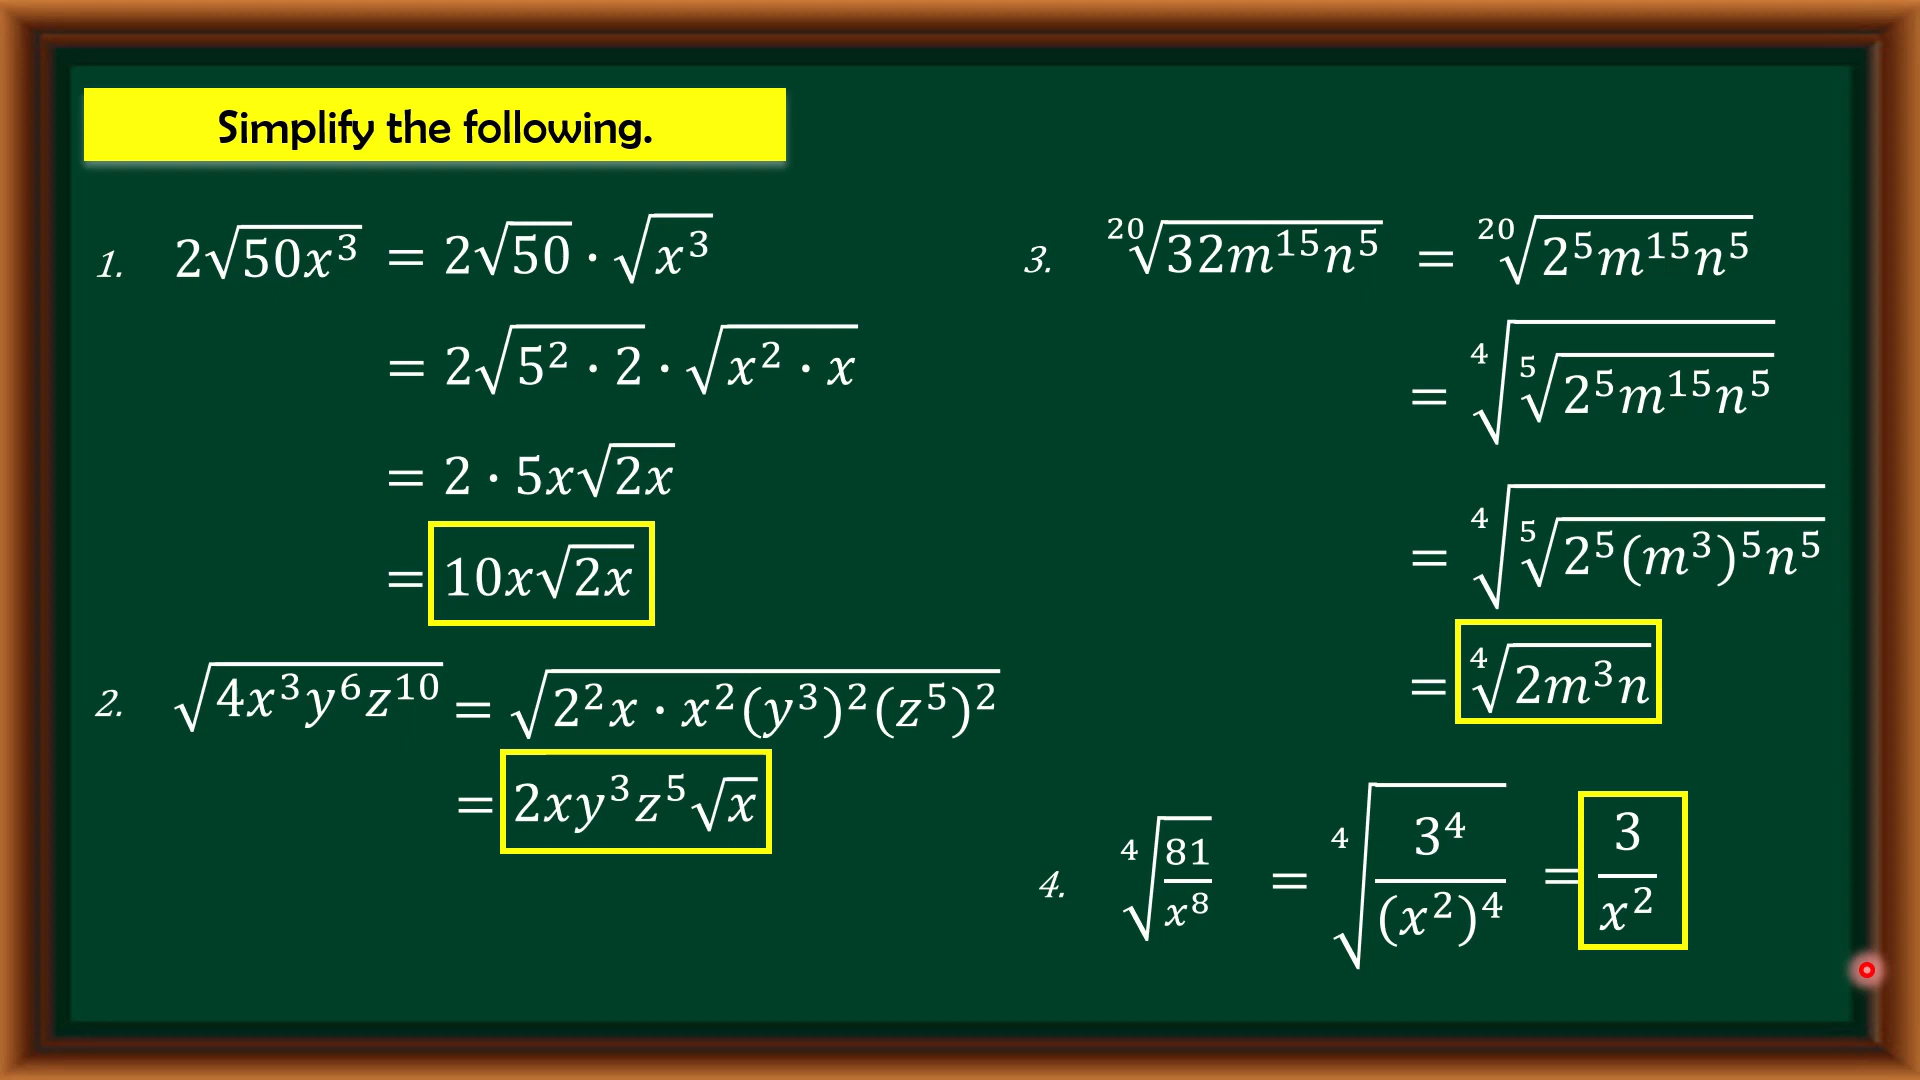 Simplify the following.
1. 2√(50x³) = 2√50 · √(x³)
= 2√(5² · 2) · √(x² · x)
= 2 · 5x√(2x)
= 10x√(2x)
2. √(4x³y⁶z¹⁰) = √(2²x · x²(y³)²(z⁵)²)
= 2xy³z⁵√x
3. ²⁰√(32m¹⁵n⁵) = ²⁰√(2⁵m¹⁵n⁵)
= ⁴√(⁵√(2⁵m¹⁵n⁵))
= ⁴√(⁵√(2⁵(m³)⁵n⁵))
= ⁴√(2m³n)
4. ⁴√(81/x⁸) = ⁴√(3⁴/(x²)⁴) = 3/x²